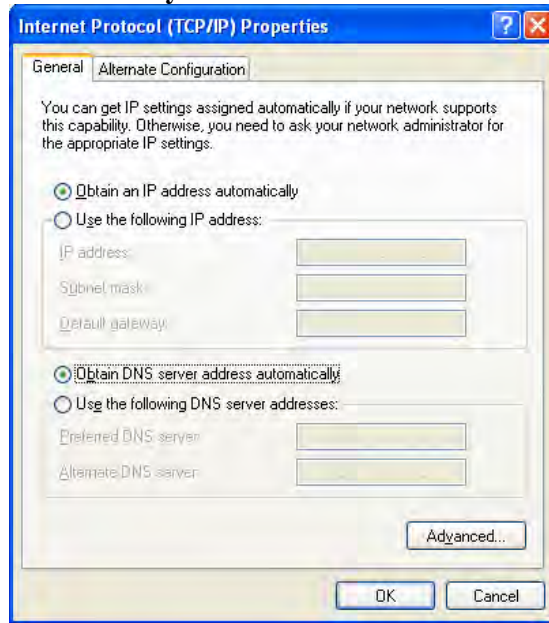 Internet Protocol (TCP/IP) Properties
General
Alternate Configuration
You can get IP settings assigned automatically if your network supports
this capability. Otherwise, you need to ask your network administrator for
the appropriate IP settings.
Obtain an IP address automatically
Use the following IP address:
IP address:
Subnet mask:
Default gateway:
Obtain DNS server address automatically
Use the following DNS server addresses:
Preferred DNS server:
Alternate DNS server:
Advanced...
OK
Cancel